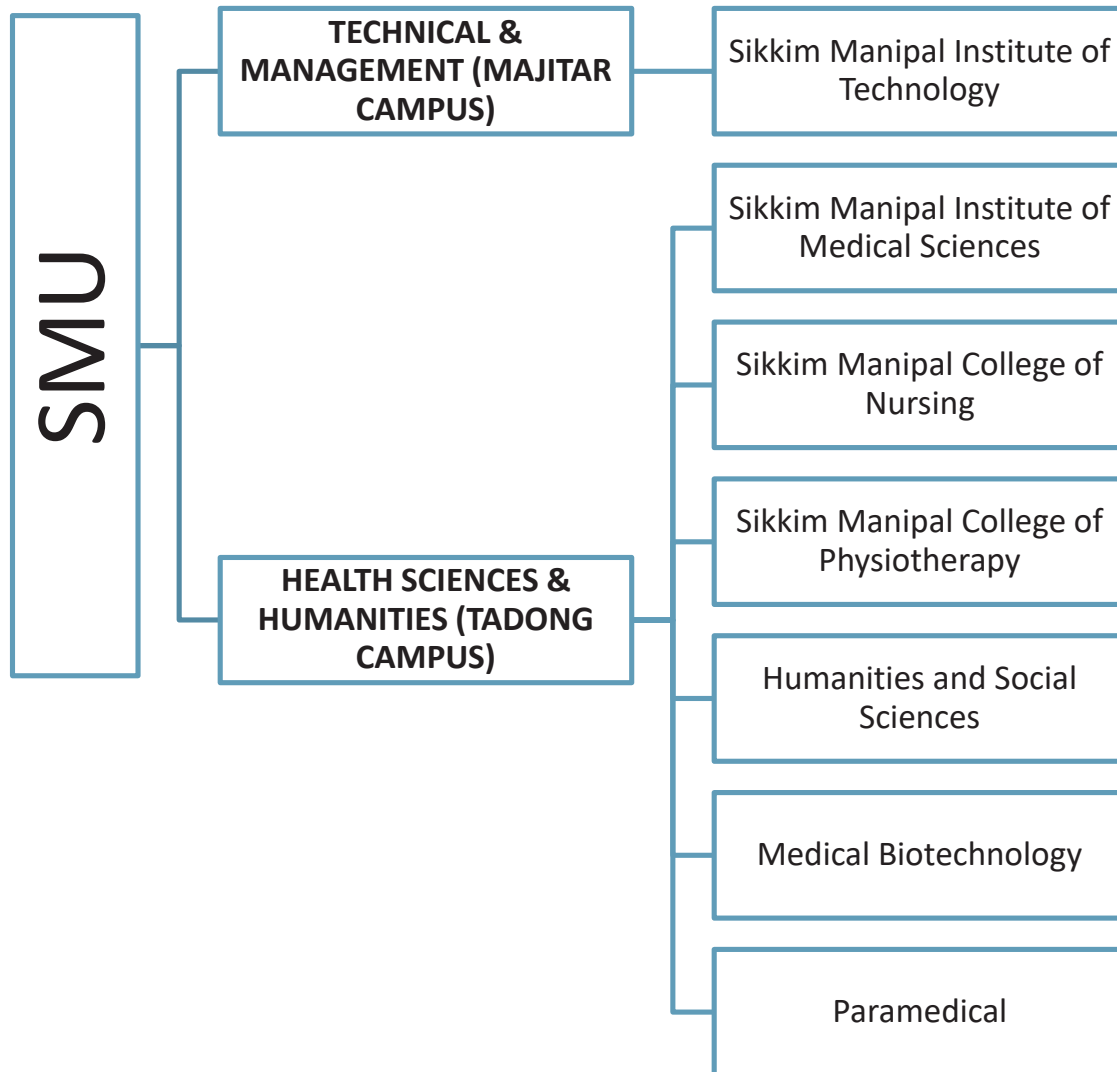 SMU
TECHNICAL &
MANAGEMENT (MAJITAR
CAMPUS)
Sikkim Manipal Institute of
Technology
HEALTH SCIENCES &
HUMANITIES (TADONG
CAMPUS)
Sikkim Manipal Institute of
Medical Sciences
Sikkim Manipal College of
Nursing
Sikkim Manipal College of
Physiotherapy
Humanities and Social
Sciences
Medical Biotechnology
Paramedical